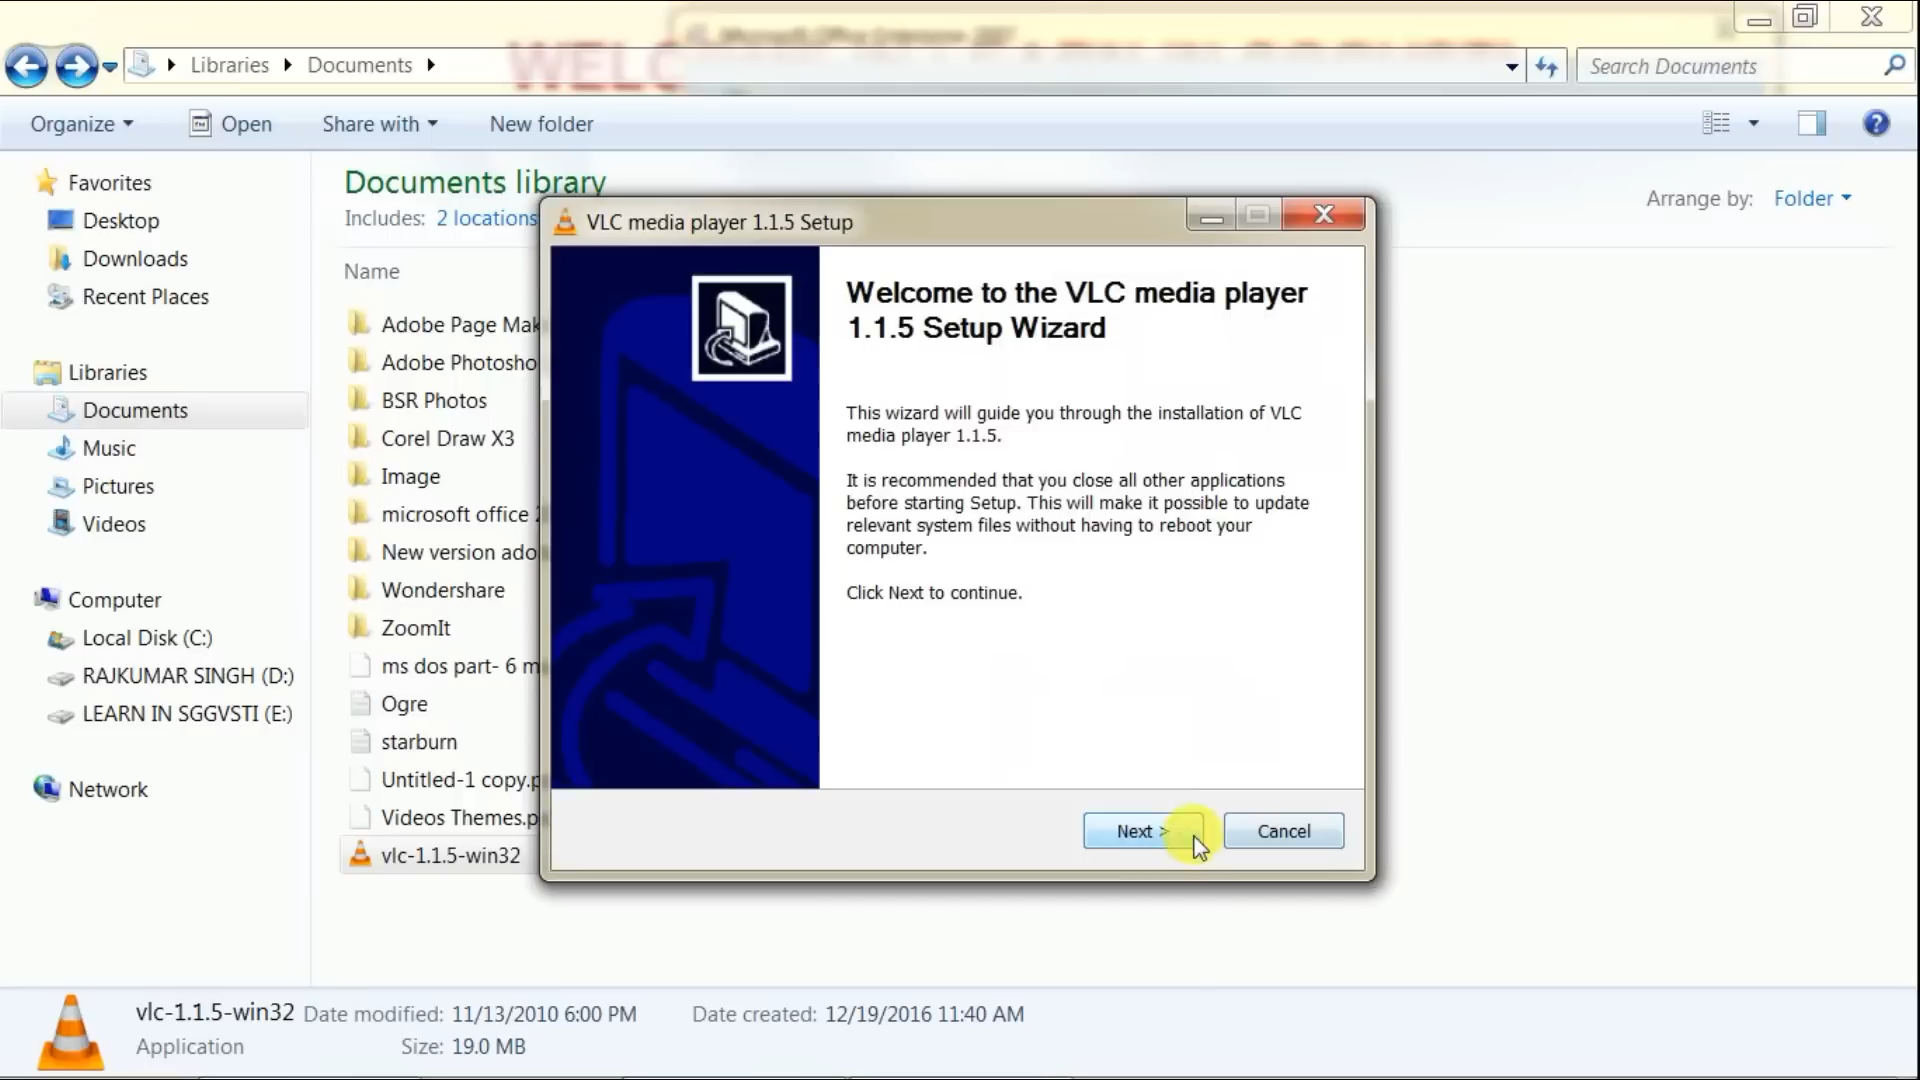 WELC
Libraries Documents
Search Documents
Organize Open Share with New folder
Documents library
Includes: 2 locations
Arrange by: Folder
Name
Favorites
Desktop
Downloads
Recent Places
Libraries
Documents
Music
Pictures
Videos
Computer
Local Disk (C:)
RAJKUMAR SINGH (D:)
LEARN IN SGGVSTI (E:)
Network
Adobe Page Mak
Adobe Photosho
BSR Photos
Corel Draw X3
Image
microsoft office 2
New version ado
Wondershare
ZoomIt
ms dos part- 6 m
Ogre
starburn
Untitled-1 copy.p
Videos Themes.p
vlc-1.1.5-win32
VLC media player 1.1.5 Setup
Welcome to the VLC media player
1.1.5 Setup Wizard
This wizard will guide you through the installation of VLC
media player 1.1.5.
It is recommended that you close all other applications
before starting Setup. This will make it possible to update
relevant system files without having to reboot your
computer.
Click Next to continue.
Next >
Cancel
vlc-1.1.5-win32 Date modified: 11/13/2010 6:00 PM Date created: 12/19/2016 11:40 AM
Application Size: 19.0 MB